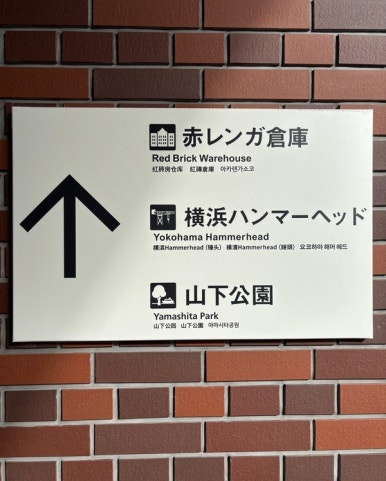 赤レンガ倉庫
Red Brick Warehouse
红砖房仓库 紅磚倉庫 아카렌가소코
横浜ハンマーヘッド
Yokohama Hammerhead
横滨Hammerhead（锤头） 橫濱Hammerhead（錘頭） 요코하마 해머 헤드
山下公園
Yamashita Park
山下公园 山下公園 야마시타공원